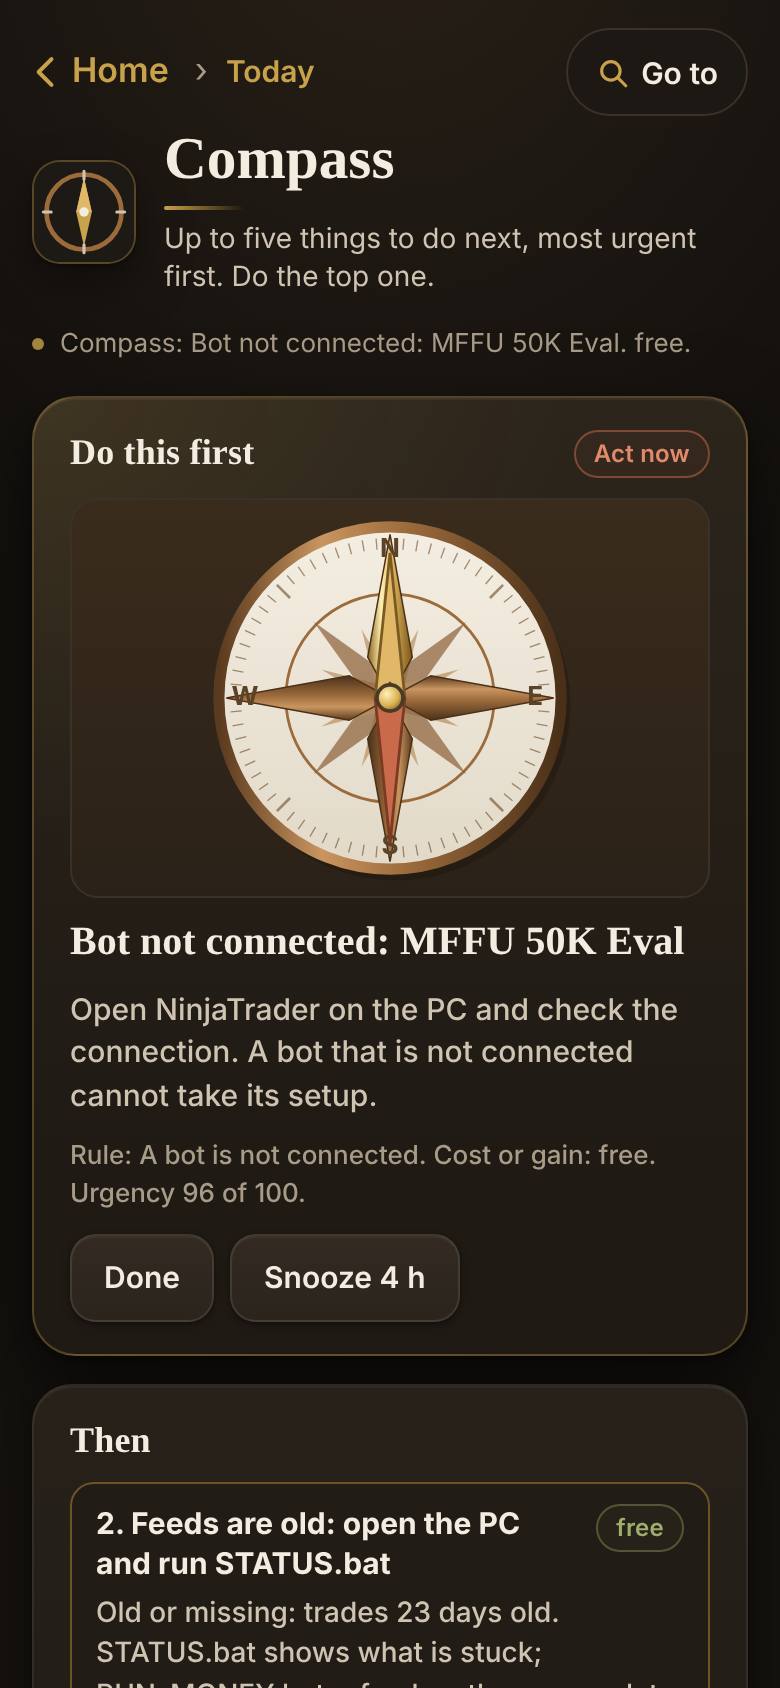 Home › Today
Go to
Compass
Up to five things to do next, most urgent
first. Do the top one.
Compass: Bot not connected: MFFU 50K Eval. free.
Do this first
Act now
N
W
E
S
Bot not connected: MFFU 50K Eval
Open NinjaTrader on the PC and check the
connection. A bot that is not connected
cannot take its setup.
Rule: A bot is not connected. Cost or gain: free.
Urgency 96 of 100.
Done
Snooze 4 h
Then
2. Feeds are old: open the PC
and run STATUS.bat
free
Old or missing: trades 23 days old.
STATUS.bat shows what is stuck;